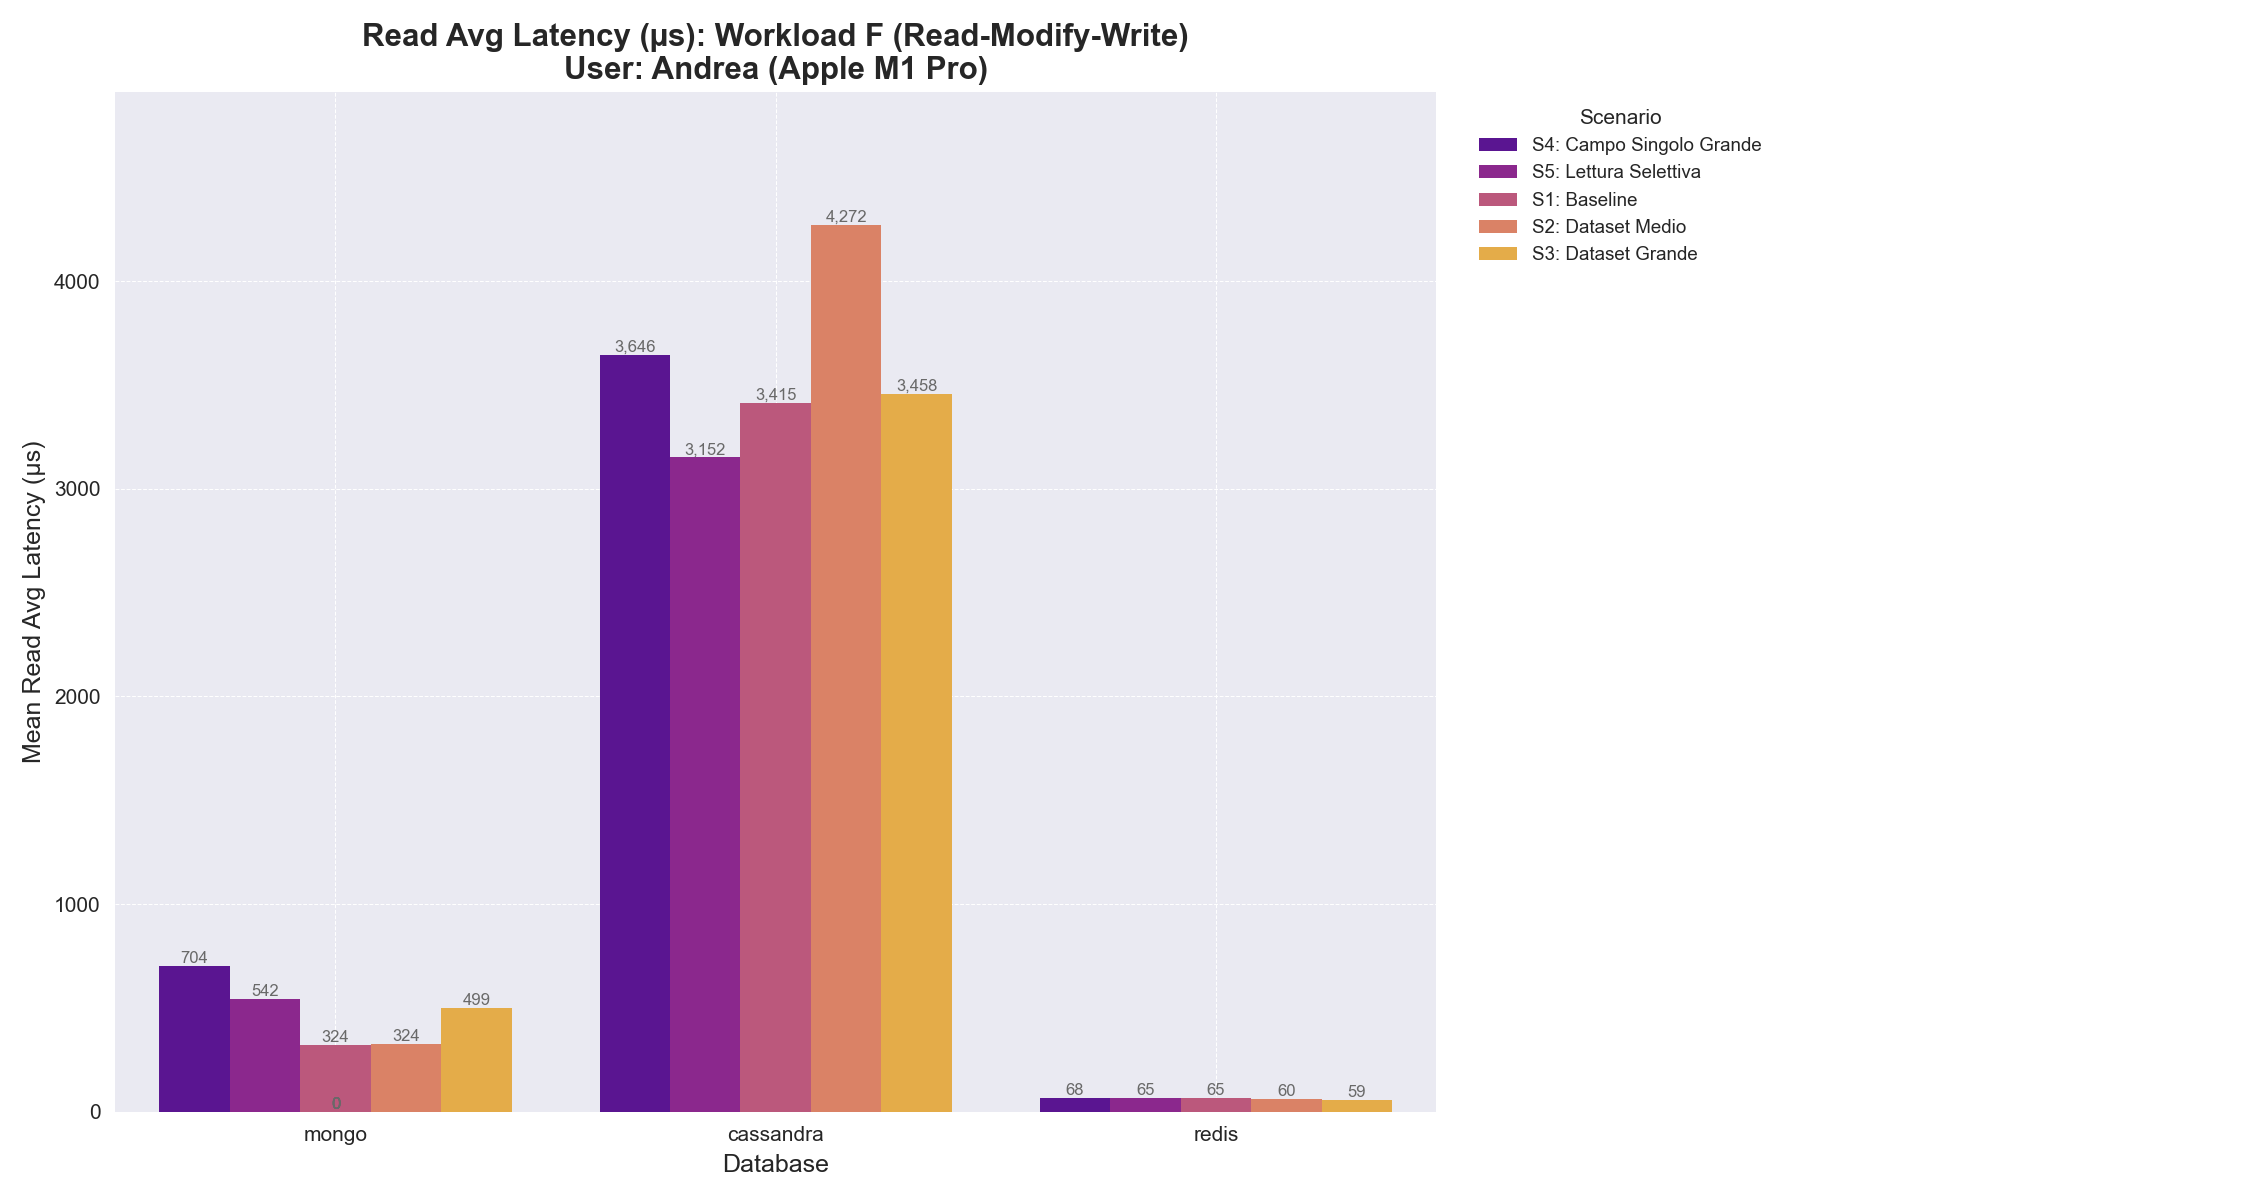 Read Avg Latency (µs): Workload F (Read-Modify-Write)
User: Andrea (Apple M1 Pro)
Mean Read Avg Latency (µs)
4000
3000
2000
1000
0
704
542
324
324
499
0
3,646
3,152
3,415
4,272
3,458
68
65
65
60
59
mongo
cassandra
redis
Database
Scenario
S4: Campo Singolo Grande
S5: Lettura Selettiva
S1: Baseline
S2: Dataset Medio
S3: Dataset Grande